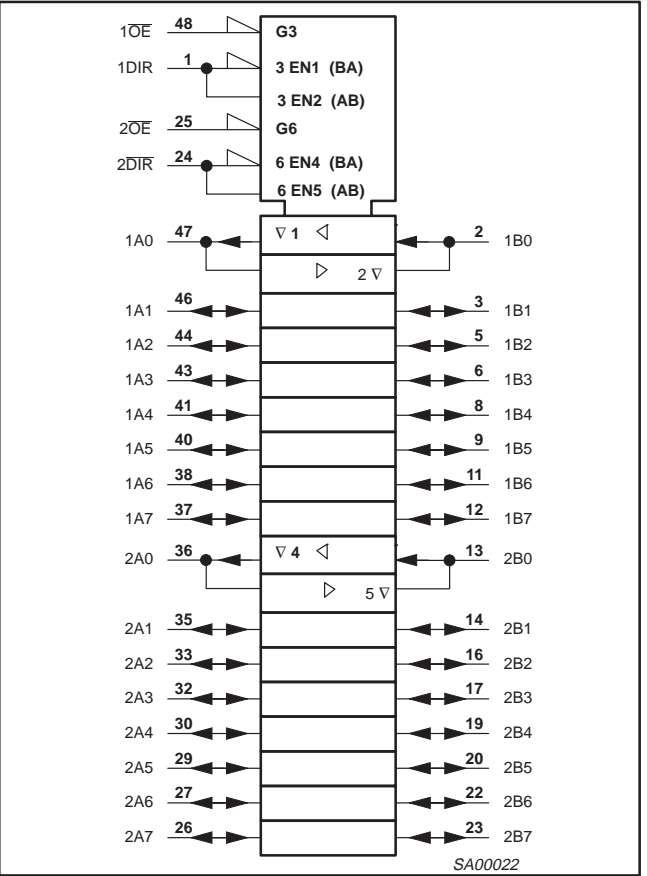 1O̅E̅ 48 G3
1DIR 1 3 EN1 (BA)
3 EN2 (AB)
2O̅E̅ 25 G6
2D̅I̅R̅ 24 6 EN4 (BA)
6 EN5 (AB)
1A0 47 ∇ 1 ◁ 2 1B0
▷ 2 ∇
1A1 46 3 1B1
1A2 44 5 1B2
1A3 43 6 1B3
1A4 41 8 1B4
1A5 40 9 1B5
1A6 38 11 1B6
1A7 37 12 1B7
2A0 36 ∇ 4 ◁ 13 2B0
▷ 5 ∇
2A1 35 14 2B1
2A2 33 16 2B2
2A3 32 17 2B3
2A4 30 19 2B4
2A5 29 20 2B5
2A6 27 22 2B6
2A7 26 23 2B7
SA00022